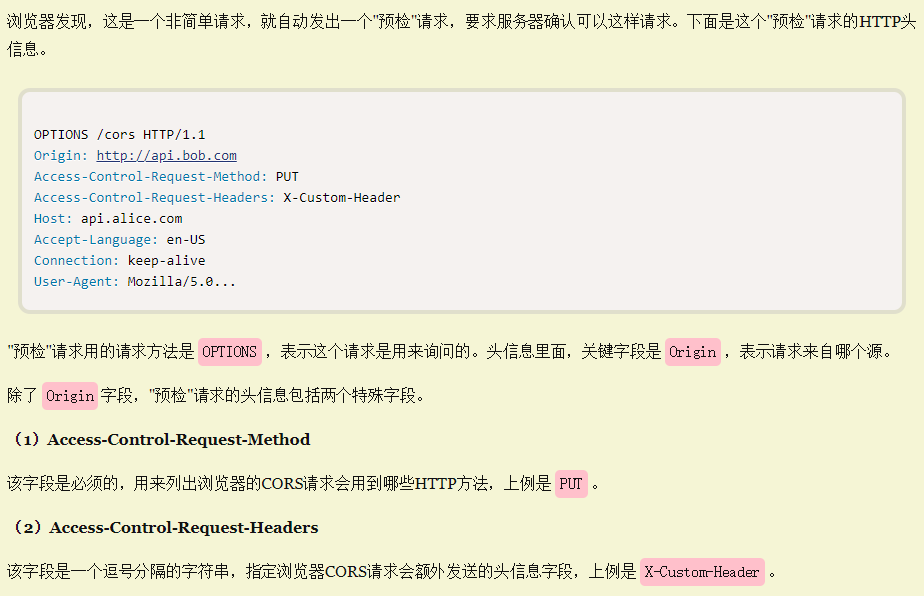 浏览器发现，这是一个非简单请求，就自动发出一个"预检"请求，要求服务器确认可以这样请求。下面是这个"预检"请求的HTTP头
信息。
OPTIONS /cors HTTP/1.1
Origin: http://api.bob.com
Access-Control-Request-Method: PUT
Access-Control-Request-Headers: X-Custom-Header
Host: api.alice.com
Accept-Language: en-US
Connection: keep-alive
User-Agent: Mozilla/5.0...
"预检"请求用的请求方法是 OPTIONS ，表示这个请求是用来询问的。头信息里面，关键字段是 Origin ，表示请求来自哪个源。
除了 Origin 字段，"预检"请求的头信息包括两个特殊字段。
（1）Access-Control-Request-Method
该字段是必须的，用来列出浏览器的CORS请求会用到哪些HTTP方法，上例是 PUT 。
（2）Access-Control-Request-Headers
该字段是一个逗号分隔的字符串，指定浏览器CORS请求会额外发送的头信息字段，上例是 X-Custom-Header 。